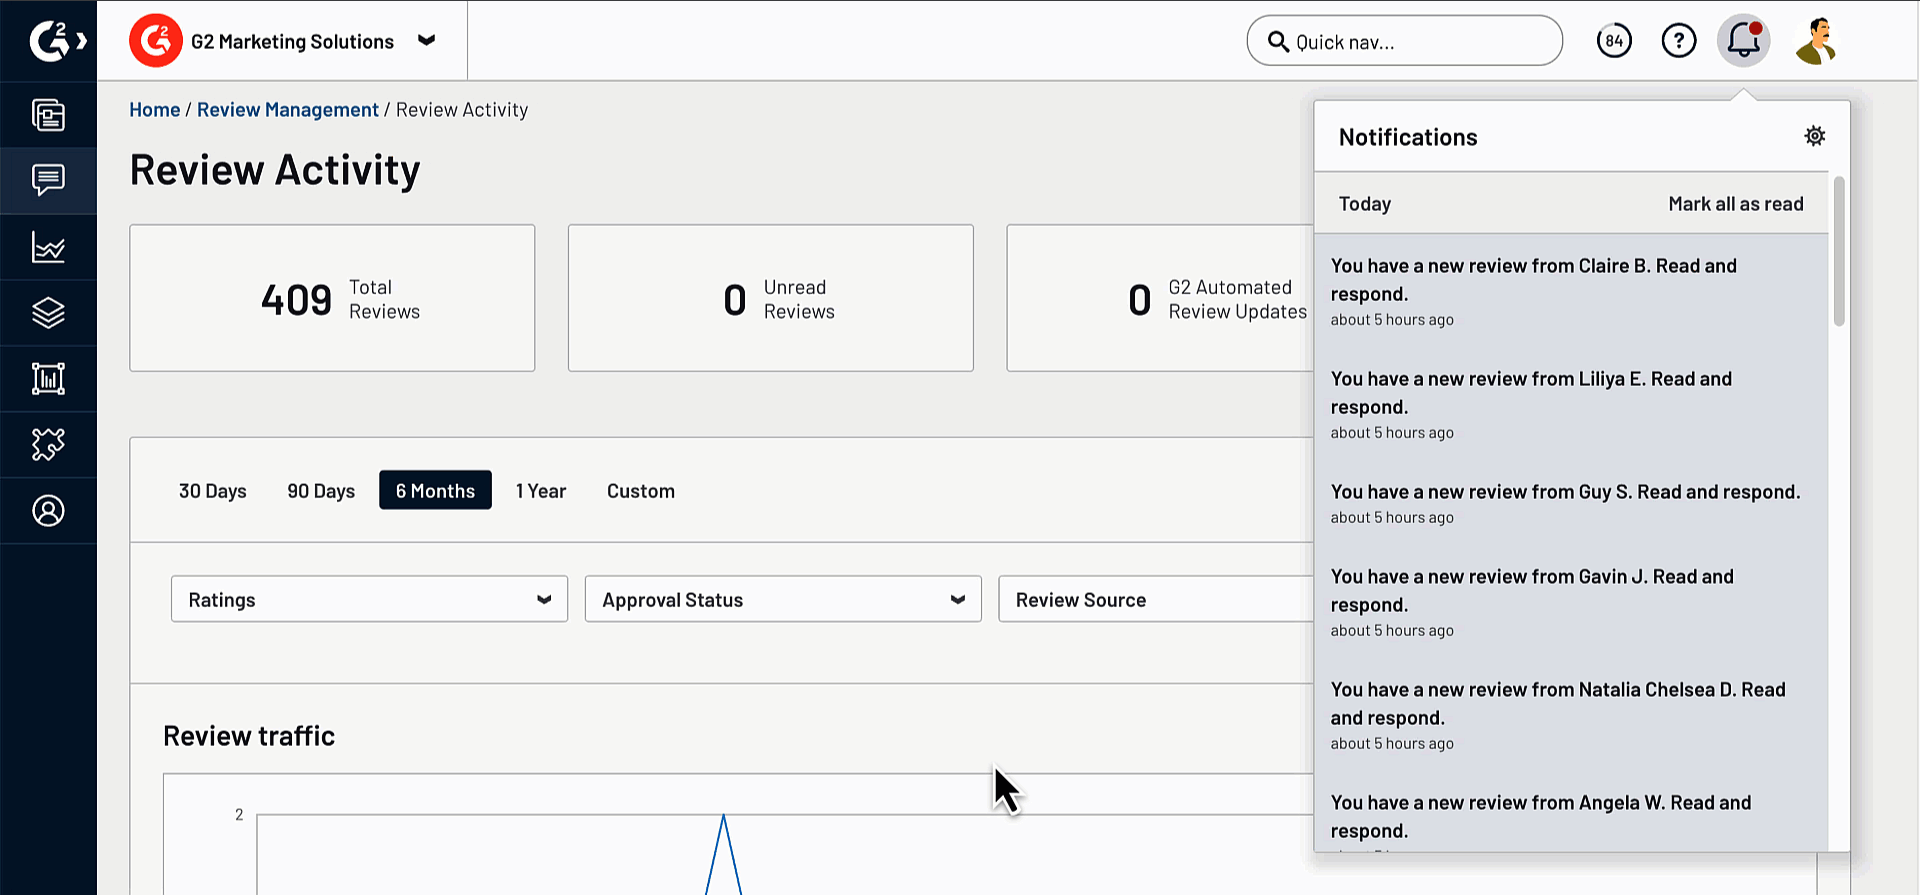 G2 Marketing Solutions
Quick nav...
84
?
Home / Review Management / Review Activity
Review Activity
409 Total
Reviews
0 Unread
Reviews
0 G2 Automated
Review Updates
30 Days 90 Days 6 Months 1 Year Custom
Ratings
Approval Status
Review Source
Review traffic
2
Notifications
Today Mark all as read
You have a new review from Claire B. Read and
respond.
about 5 hours ago
You have a new review from Liliya E. Read and
respond.
about 5 hours ago
You have a new review from Guy S. Read and respond.
about 5 hours ago
You have a new review from Gavin J. Read and
respond.
about 5 hours ago
You have a new review from Natalia Chelsea D. Read
and respond.
about 5 hours ago
You have a new review from Angela W. Read and
respond.